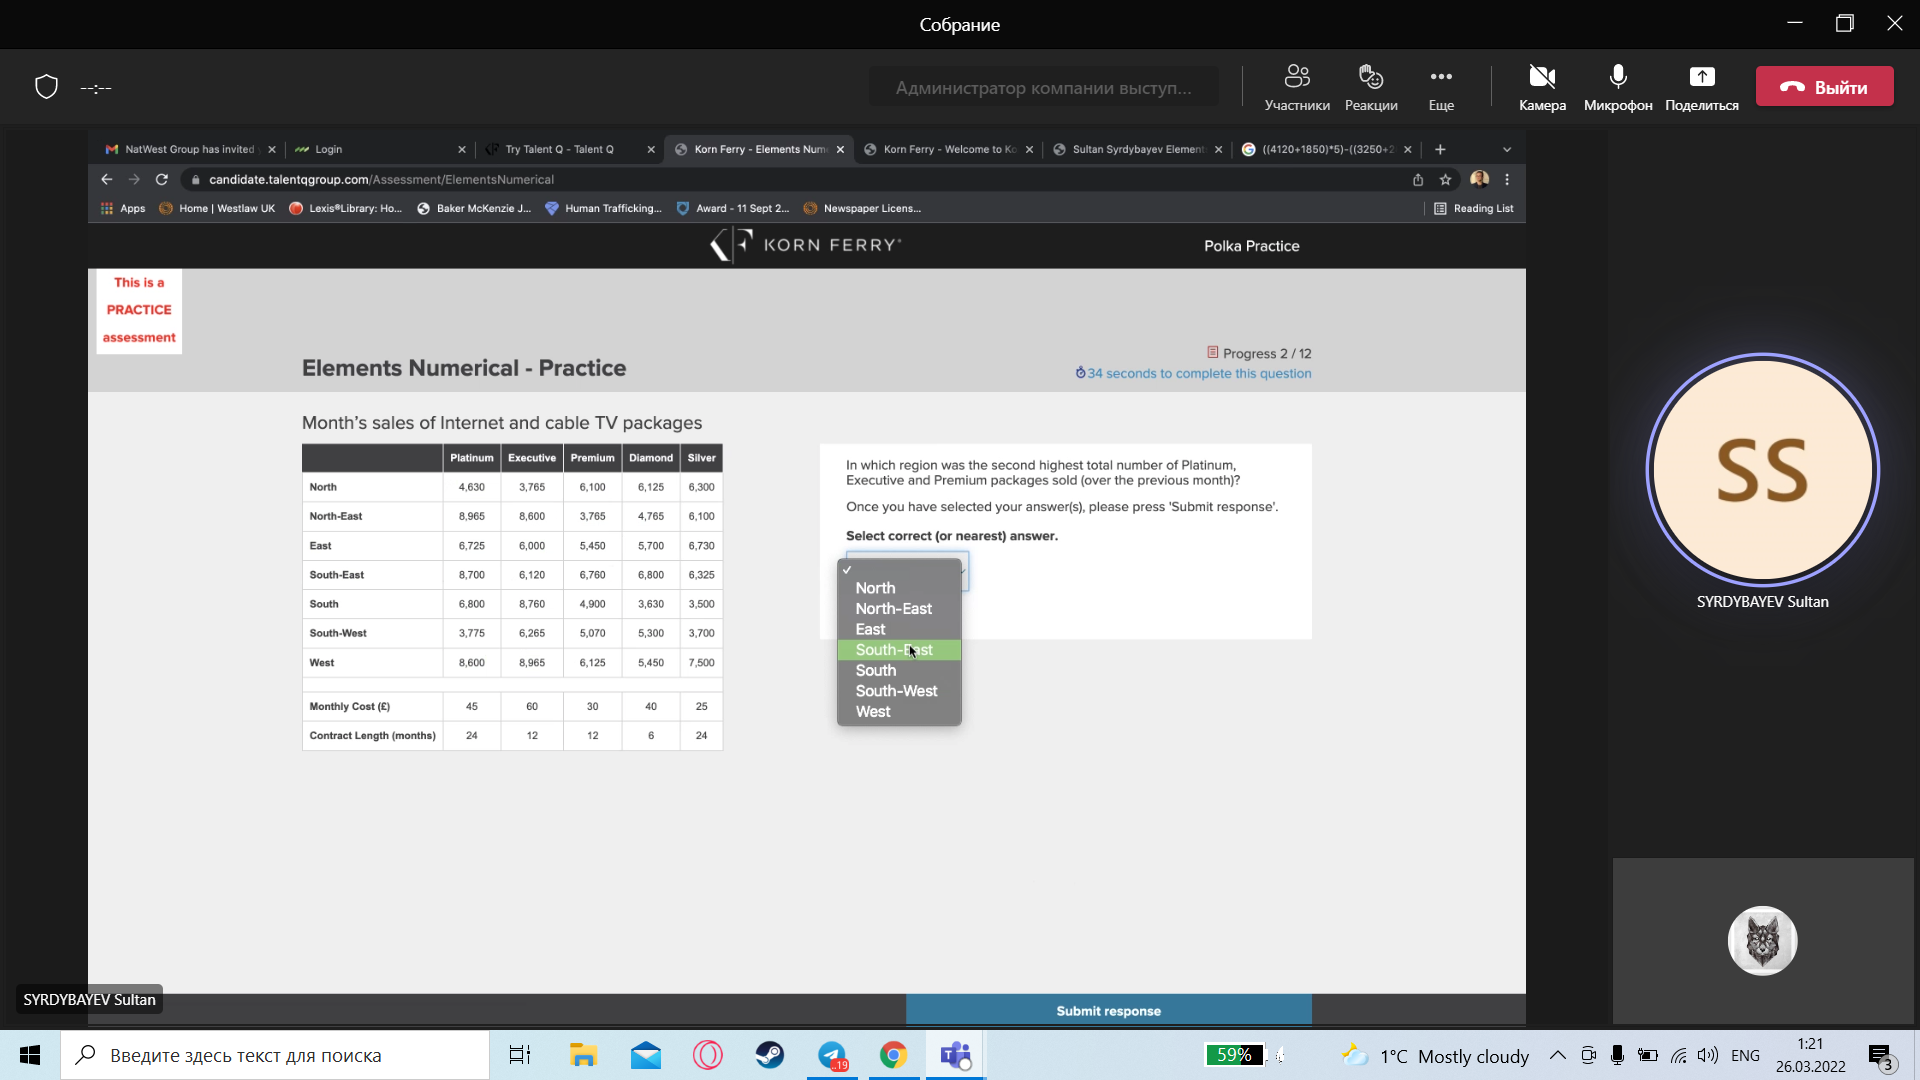 Собрание
--:--
Администратор компании выступ...
Участники
Реакции
Еще
Камера
Микрофон
Поделиться
Выйти
NatWest Group has invited
Login
Try Talent Q - Talent Q
Korn Ferry - Elements Num
Korn Ferry - Welcome to Ko
Sultan Syrdybayev Element
((4120+1850)*5)-((3250+2
candidate.talentqgroup.com/Assessment/ElementsNumerical
Apps
Home | Westlaw UK
Lexis®Library: Ho...
Baker McKenzie J...
Human Trafficking...
Award - 11 Sept 2...
Newspaper Licens...
Reading List
KORN FERRY
Polka Practice
This is a
PRACTICE
assessment
Elements Numerical - Practice
Progress 2 / 12
34 seconds to complete this question
Month's sales of Internet and cable TV packages
Platinum Executive Premium Diamond Silver
North 4,630 3,765 6,100 6,125 6,300
North-East 8,965 8,600 3,765 4,765 6,100
East 6,725 6,000 5,450 5,700 6,730
South-East 8,700 6,120 6,760 6,800 6,325
South 6,800 8,760 4,900 3,630 3,500
South-West 3,775 6,265 5,070 5,300 3,700
West 8,600 8,965 6,125 5,450 7,500
Monthly Cost (£) 45 60 30 40 25
Contract Length (months) 24 12 12 6 24
In which region was the second highest total number of Platinum,
Executive and Premium packages sold (over the previous month)?
Once you have selected your answer(s), please press 'Submit response'.
Select correct (or nearest) answer.
North
North-East
East
South-East
South
South-West
West
Submit response
SS
SYRDYBAYEV Sultan
SYRDYBAYEV Sultan
Введите здесь текст для поиска
..19
59%
1°C Mostly cloudy
ENG
1:21
26.03.2022
3